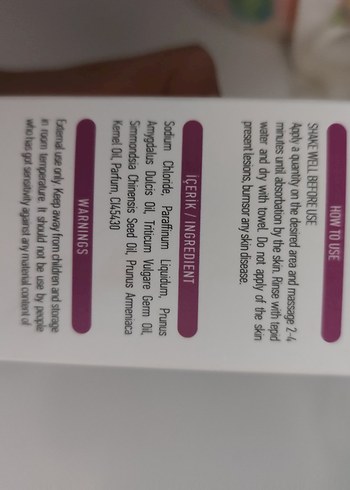 HOW TO USE
SHAKE WELL BEFORE USE
Apply a quantity on the desired area and massage 2-4
minutes until absorbation by the skin. Rinse with tepid
water and dry with towel. Do not apply of the skin
present lesions, burnsor any skin disease.
İÇERİK / INGREDIENT
Sodium Chloride, Paraffinum Liquidum, Prunus
Amygdalus Dulcis Oil, Triticum Vulgare Germ Oil,
Simmondsia Chinensis Seed Oil, Prunus Armeniaca
Kernel Oil, Parfum, CI45430
WARNINGS
External use only. Keep away from children and storage
in room temperature. It should not be use by people
who has got sensitivity against any material content of